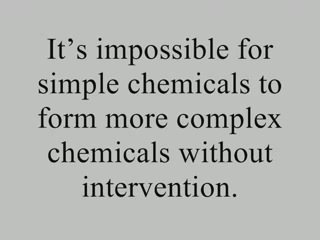 It’s impossible for
simple chemicals to
form more complex
chemicals without
intervention.